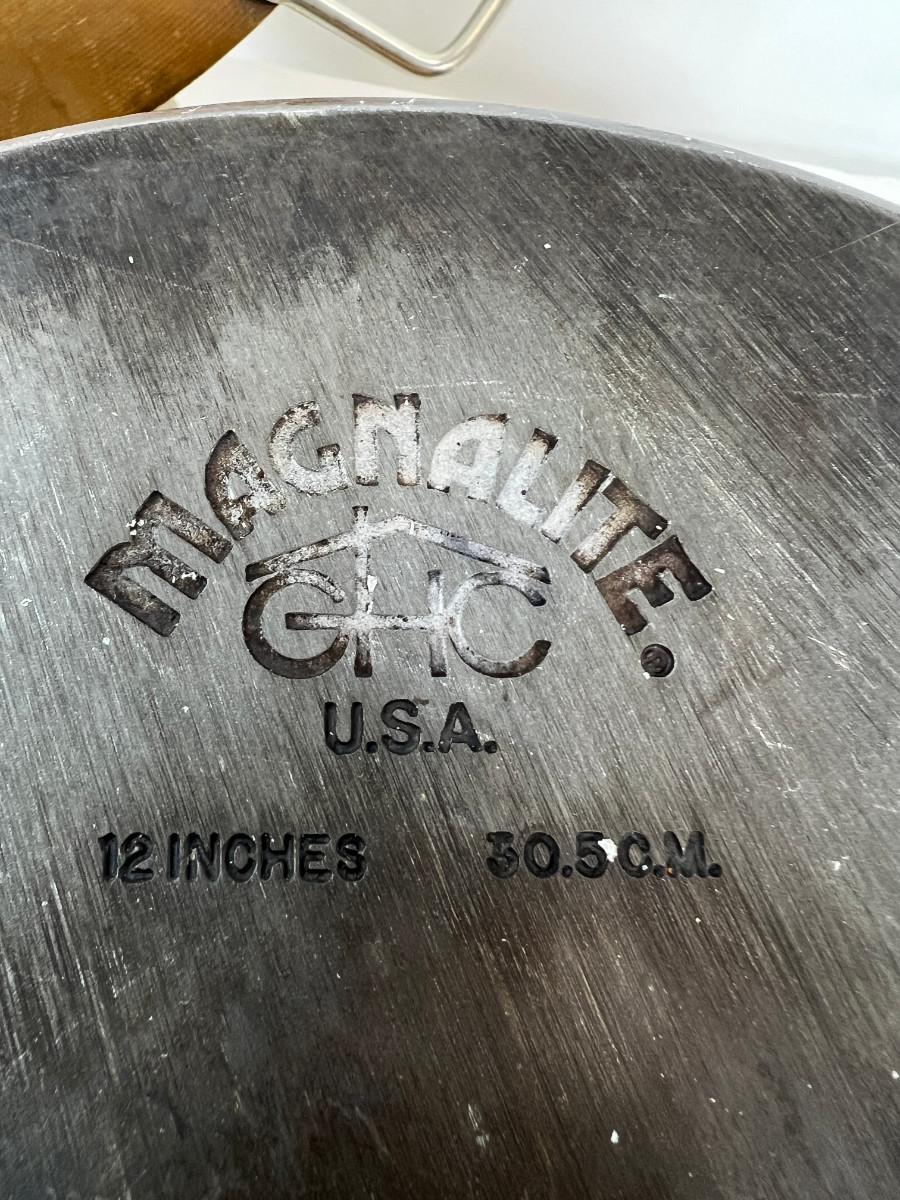 MAGNALITE®
GHC
U.S.A.
12 INCHES 30.5 C.M.